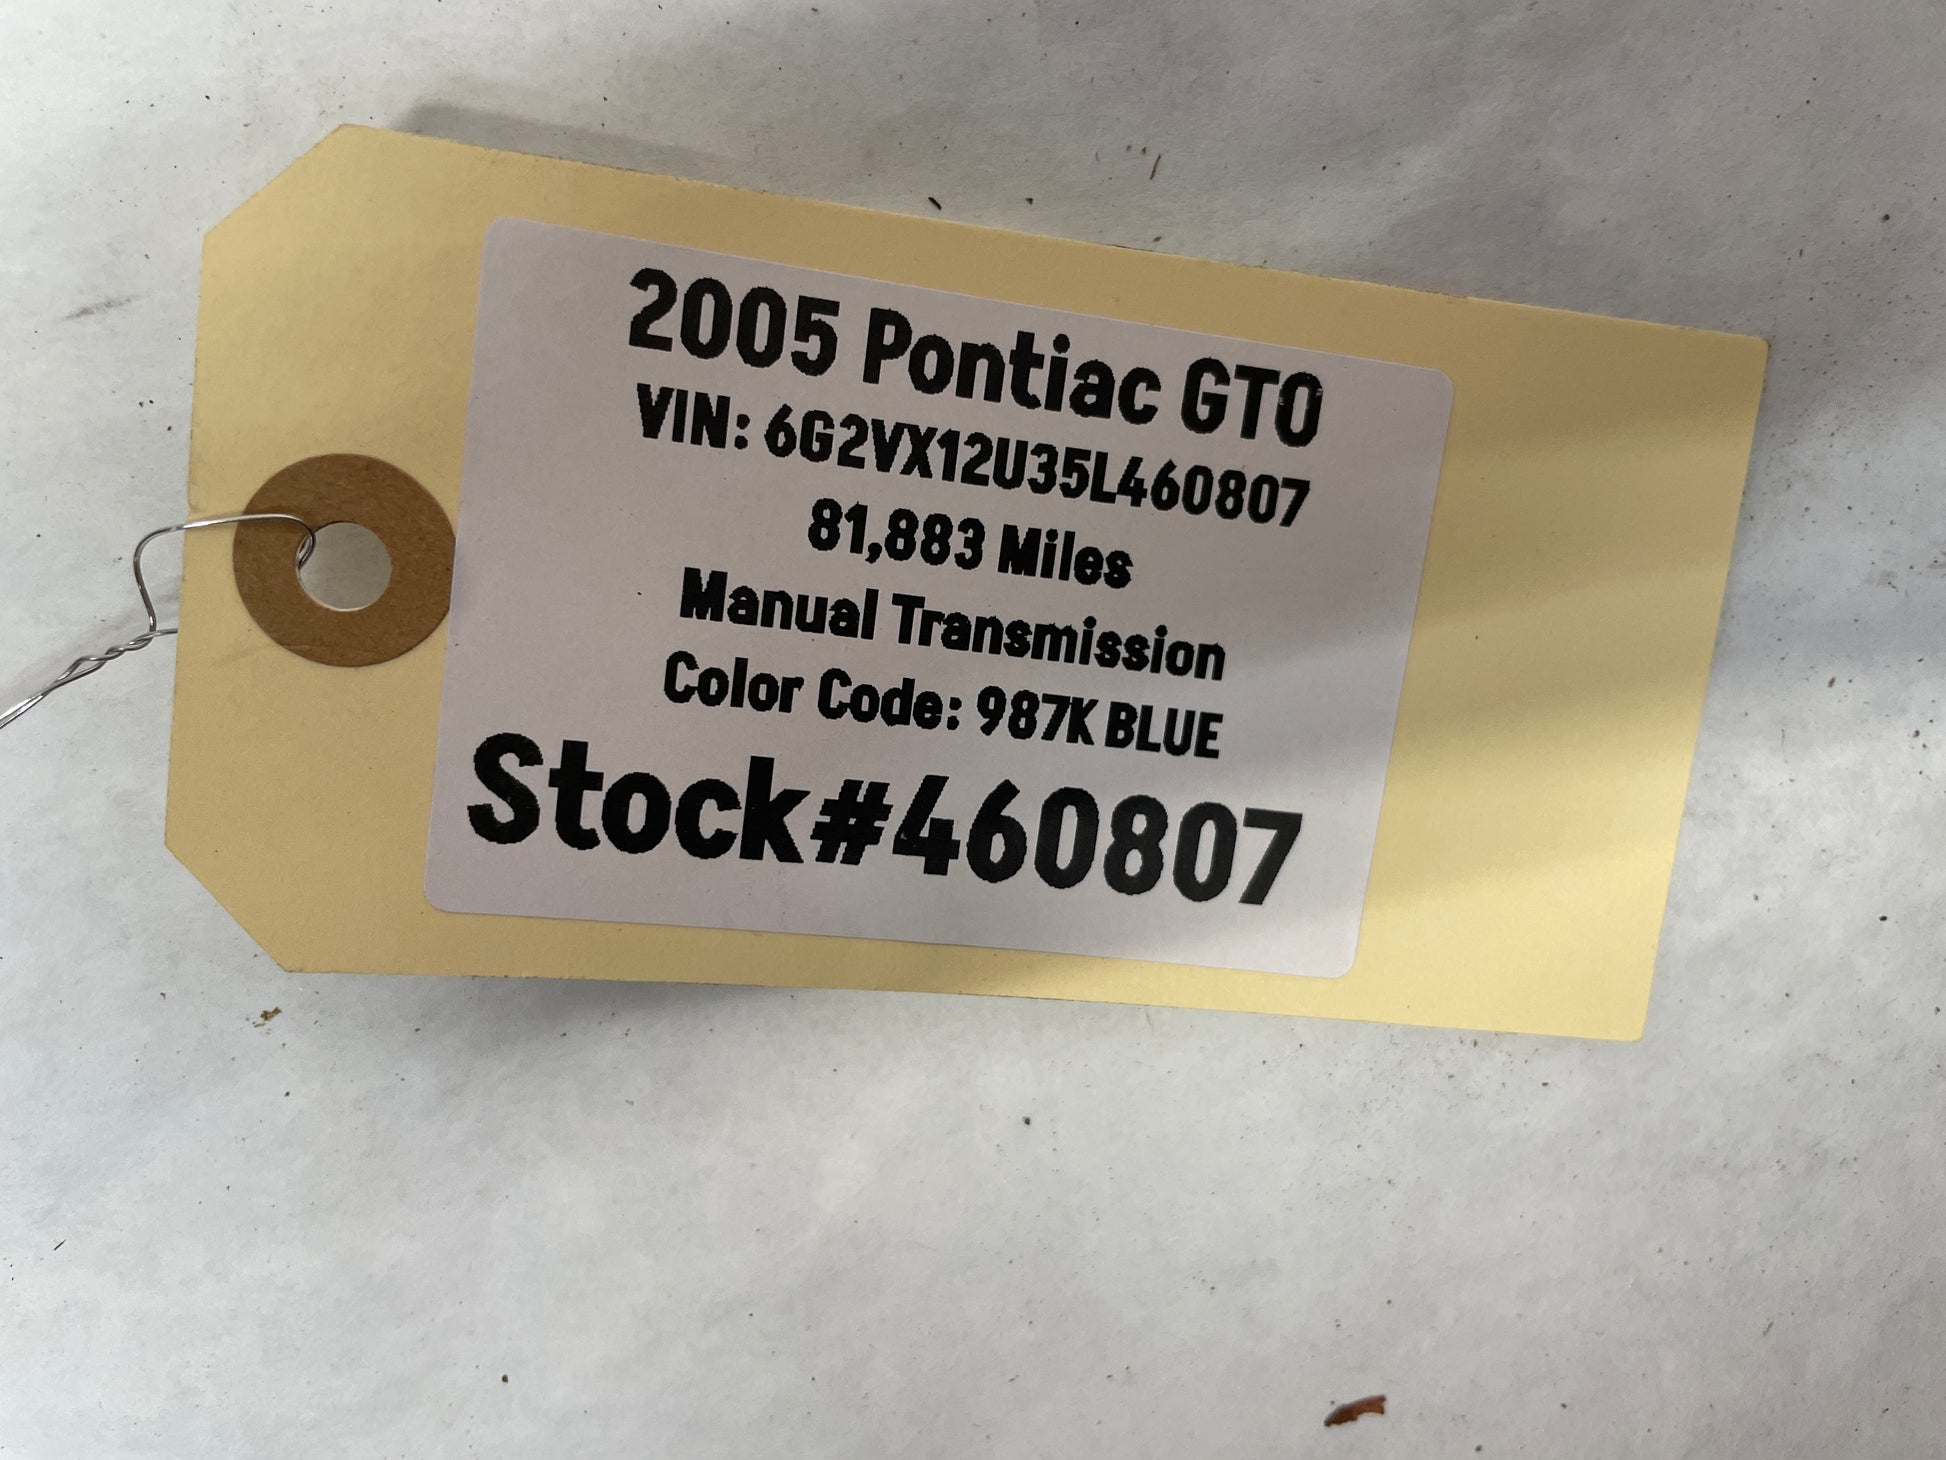 2005 Pontiac GTO
VIN: 6G2VX12U35L460807
81,883 Miles
Manual Transmission
Color Code: 987K BLUE
Stock#460807